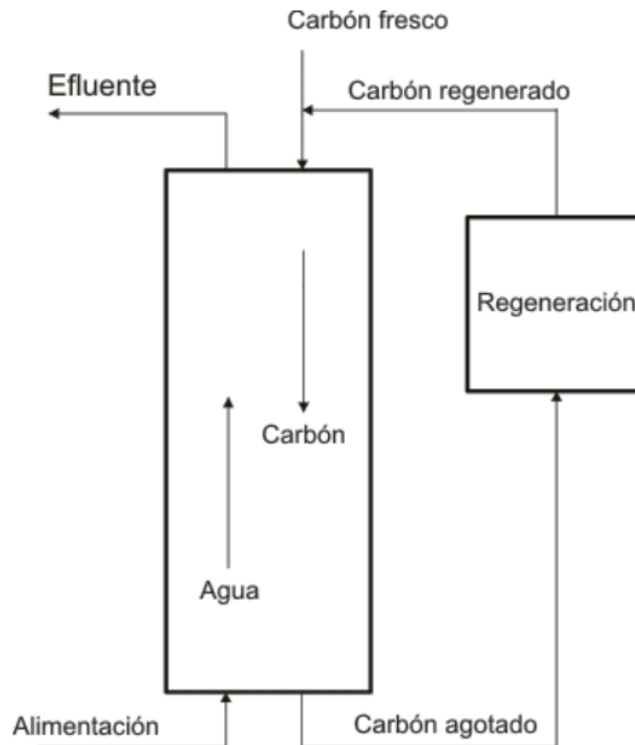 Carbón fresco
Efluente
Carbón regenerado
Regeneración
Carbón
Agua
Alimentación
Carbón agotado